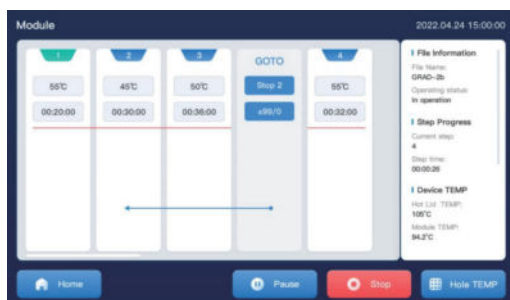 Module
2022.04.24 15:00:00
1
2
3
GOTO
4
55℃
45℃
50℃
Stop 2
55℃
00:20:00
00:30:00
00:36:00
x99/0
00:32:00
File Information
File Name:
GRAD-2b
Operating status:
In operation
Step Progress
Current step:
4
Step time:
00:00:26
Device TEMP
Hot Lid TEMP:
105°C
Module TEMP:
94.2°C
Home
Pause
Stop
Hole TEMP